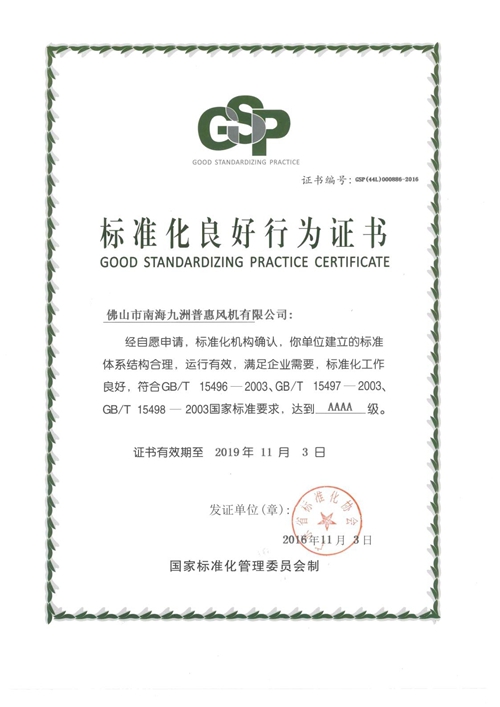 GSP
GOOD STANDARDIZING PRACTICE
证书编号：GSP(44L)000886-2016
标准化良好行为证书
GOOD STANDARDIZING PRACTICE CERTIFICATE
佛山市南海九洲普惠风机有限公司：
经自愿申请，标准化机构确认，你单位建立的标准
体系结构合理，运行有效，满足企业需要，标准化工作
良好，符合GB/T 15496－2003、GB/T 15497－2003、
GB/T 15498－2003国家标准要求，达到 AAAA 级。
证书有效期至 2019年 11 月 3 日
发证单位(章)：
省标准化协会
2016年11月 3日
国家标准化管理委员会制